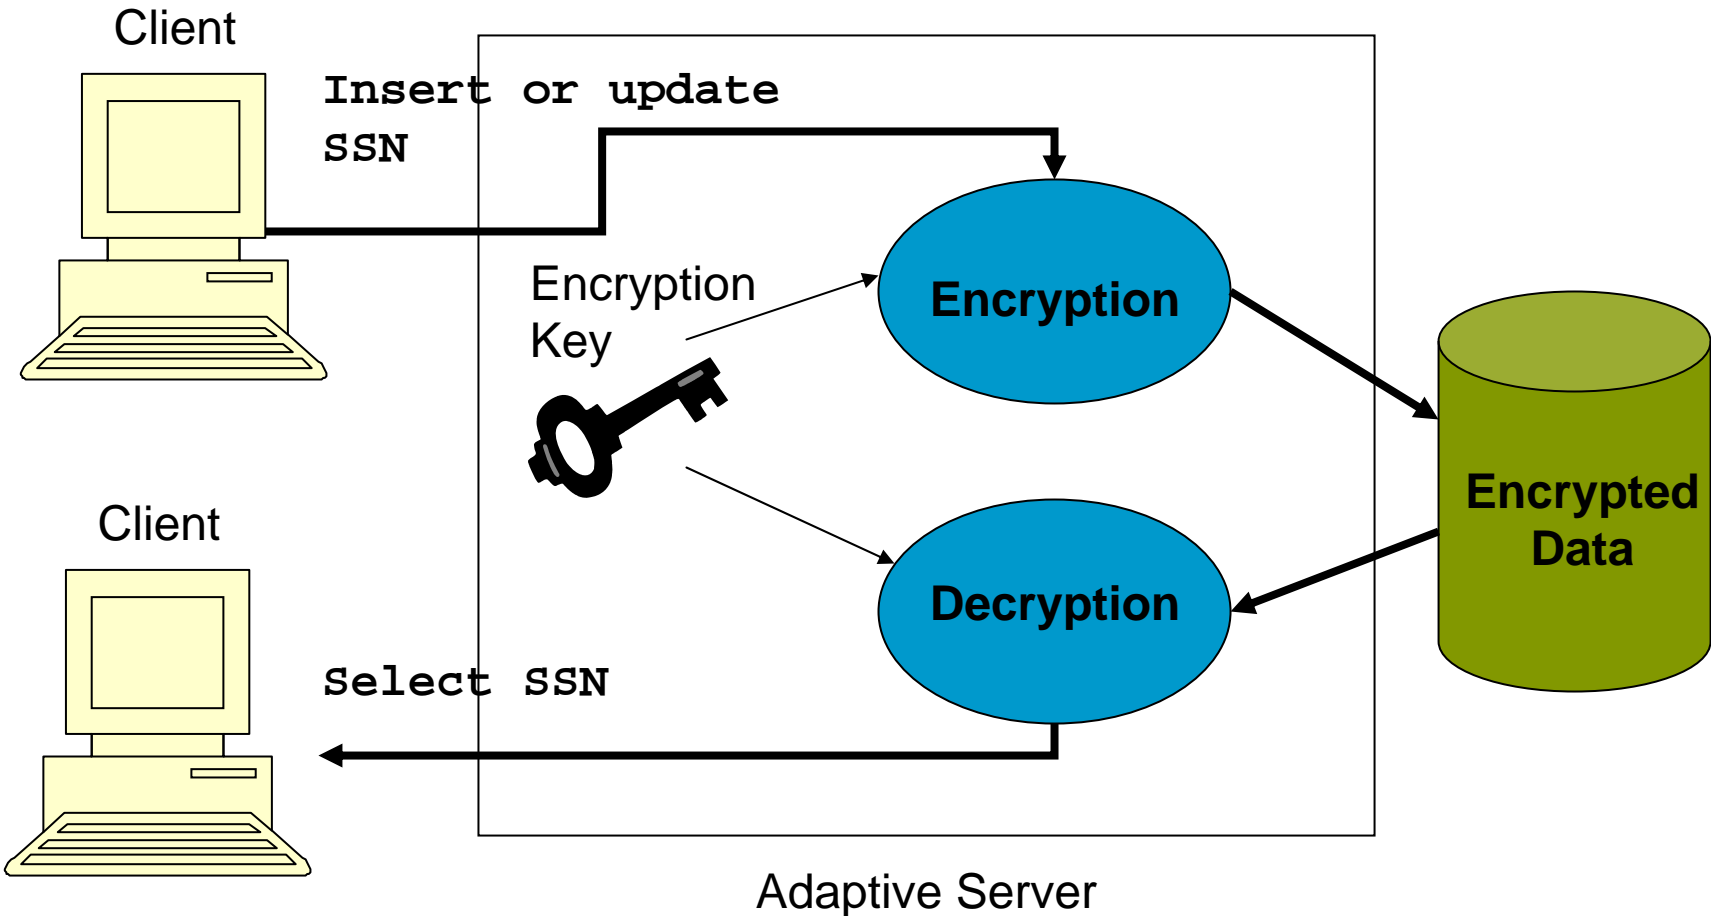 Client
Insert or update
SSN
Encryption
Key
Encryption
Encrypted
Data
Client
Decryption
Select SSN
Adaptive Server